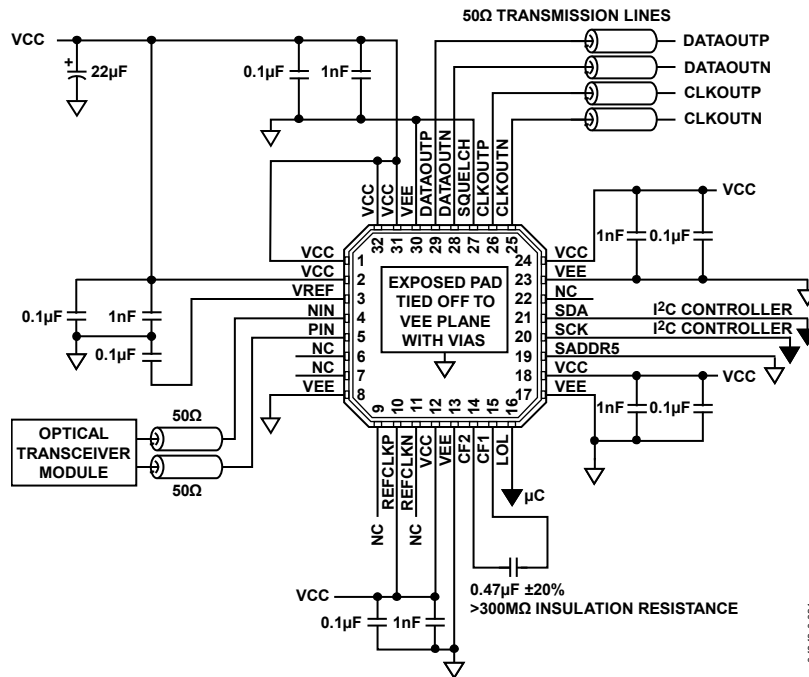 50Ω TRANSMISSION LINES
VCC
+
22µF
0.1µF
1nF
DATAOUTP
DATAOUTN
CLKOUTP
CLKOUTN
VCC
VCC
VEE
DATAOUTP
DATAOUTN
SQUELCH
CLKOUTP
CLKOUTN
32
31
30
29
28
27
26
25
VCC
1
VCC
2
VREF
3
NIN
4
PIN
5
NC
6
NC
7
VEE
8
0.1µF
1nF
0.1µF
EXPOSED PAD
TIED OFF TO
VEE PLANE
WITH VIAS
24
VCC
23
VEE
22
NC
21
SDA
20
SCK
19
SADDR5
18
VCC
17
VEE
VCC
1nF
0.1µF
I²C CONTROLLER
I²C CONTROLLER
VCC
1nF
0.1µF
OPTICAL
TRANSCEIVER
MODULE
50Ω
50Ω
9
10
11
12
13
14
15
16
NC
REFCLKP
REFCLKN
NC
VCC
VEE
CF2
CF1
LOL
µC
VCC
0.1µF
1nF
0.47µF ±20%
>300MΩ INSULATION RESISTANCE